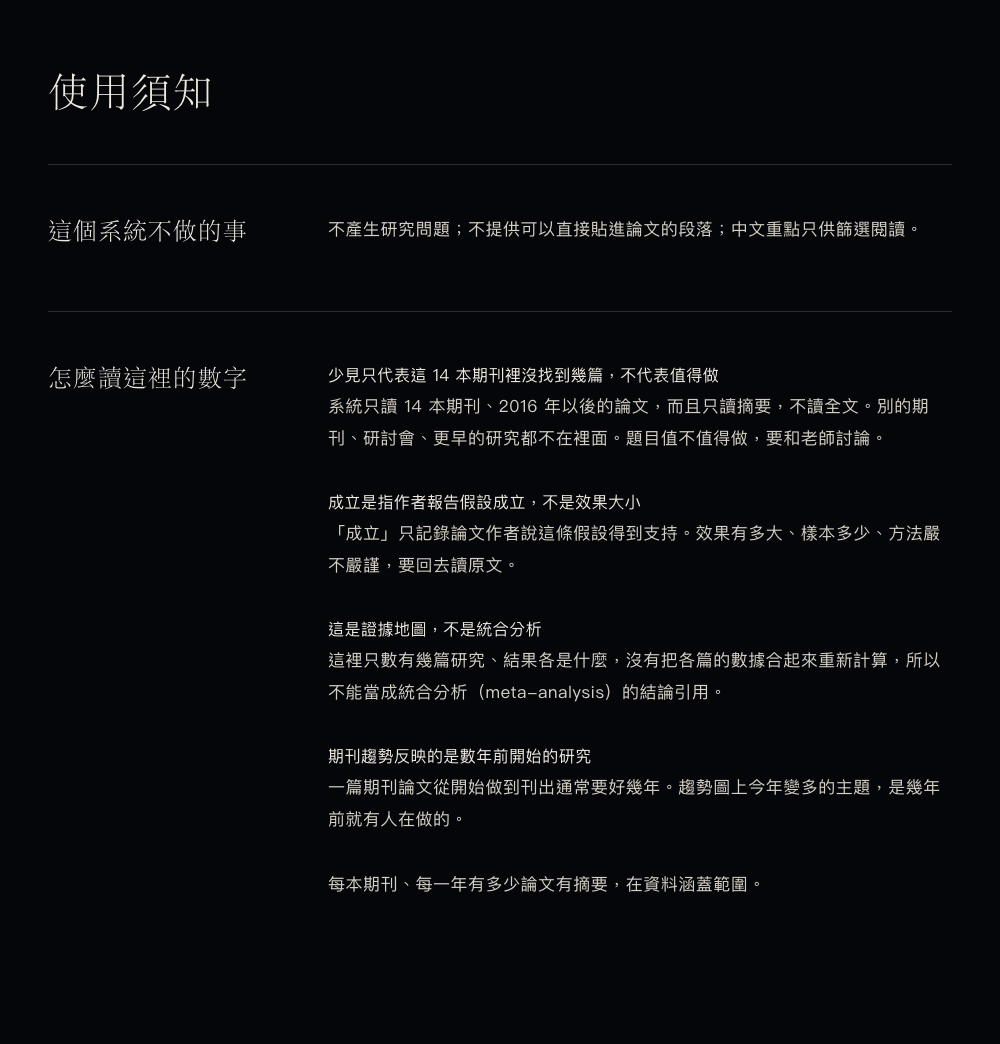 使用須知
這個系統不做的事
不產生研究問題；不提供可以直接貼進論文的段落；中文重點只供篩選閱讀。
怎麼讀這裡的數字
少見只代表這 14 本期刊裡沒找到幾篇，不代表值得做
系統只讀 14 本期刊、2016 年以後的論文，而且只讀摘要，不讀全文。別的期
刊、研討會、更早的研究都不在裡面。題目值不值得做，要和老師討論。
成立是指作者報告假設成立，不是效果大小
「成立」只記錄論文作者說這條假設得到支持。效果有多大、樣本多少、方法嚴
不嚴謹，要回去讀原文。
這是證據地圖，不是統合分析
這裡只數有幾篇研究、結果各是什麼，沒有把各篇的數據合起來重新計算，所以
不能當成統合分析（meta–analysis）的結論引用。
期刊趨勢反映的是數年前開始的研究
一篇期刊論文從開始做到刊出通常要好幾年。趨勢圖上今年變多的主題，是幾年
前就有人在做的。
每本期刊、每一年有多少論文有摘要，在資料涵蓋範圍。